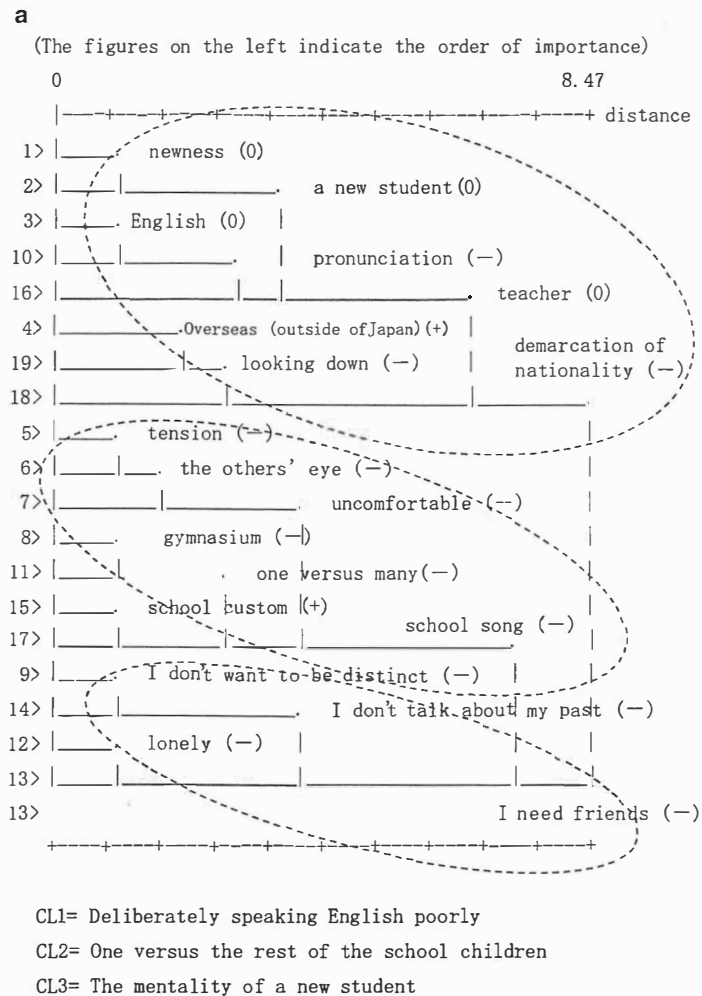 a
(The figures on the left indicate the order of importance)
0 8.47
distance
1> newness (0)
2> a new student (0)
3> English (0)
10> pronunciation (—)
16> teacher (0)
4> Overseas (outside of Japan) (+)
demarcation of
19> looking down (—)
nationality (—)
18>
5> tension (—)
6> the others' eye (—)
7> uncomfortable (--)
8> gymnasium (—)
11> one versus many (—)
15> school custom (+)
school song (—)
17>
9> I don't want to be distinct (—)
14> I don't talk about my past (—)
12> lonely (—)
13>
13> I need friends (—)
CL1= Deliberately speaking English poorly
CL2= One versus the rest of the school children
CL3= The mentality of a new student